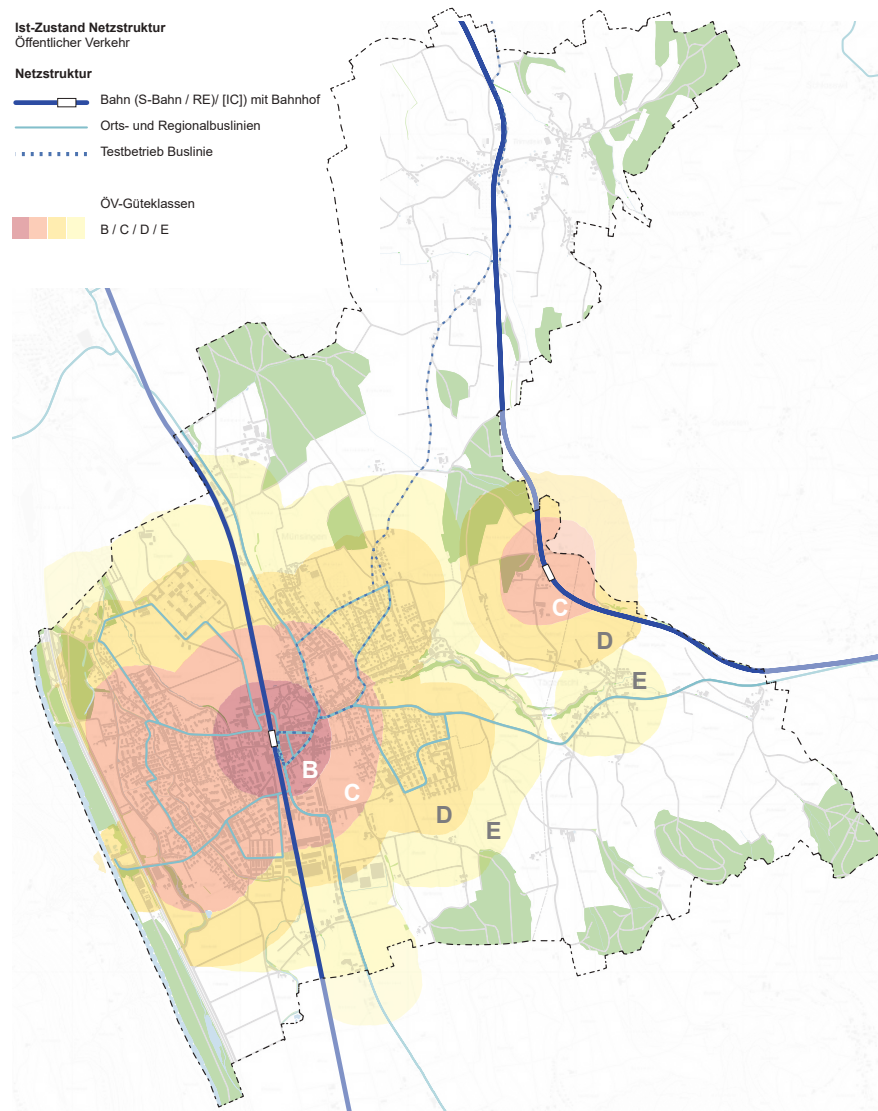 Ist-Zustand Netzstruktur
Öffentlicher Verkehr
Netzstruktur
Bahn (S-Bahn / RE)/ [IC]) mit Bahnhof
Orts- und Regionalbuslinien
Testbetrieb Buslinie
ÖV-Güteklassen
B / C / D / E
C
D
E
B
C
D
E